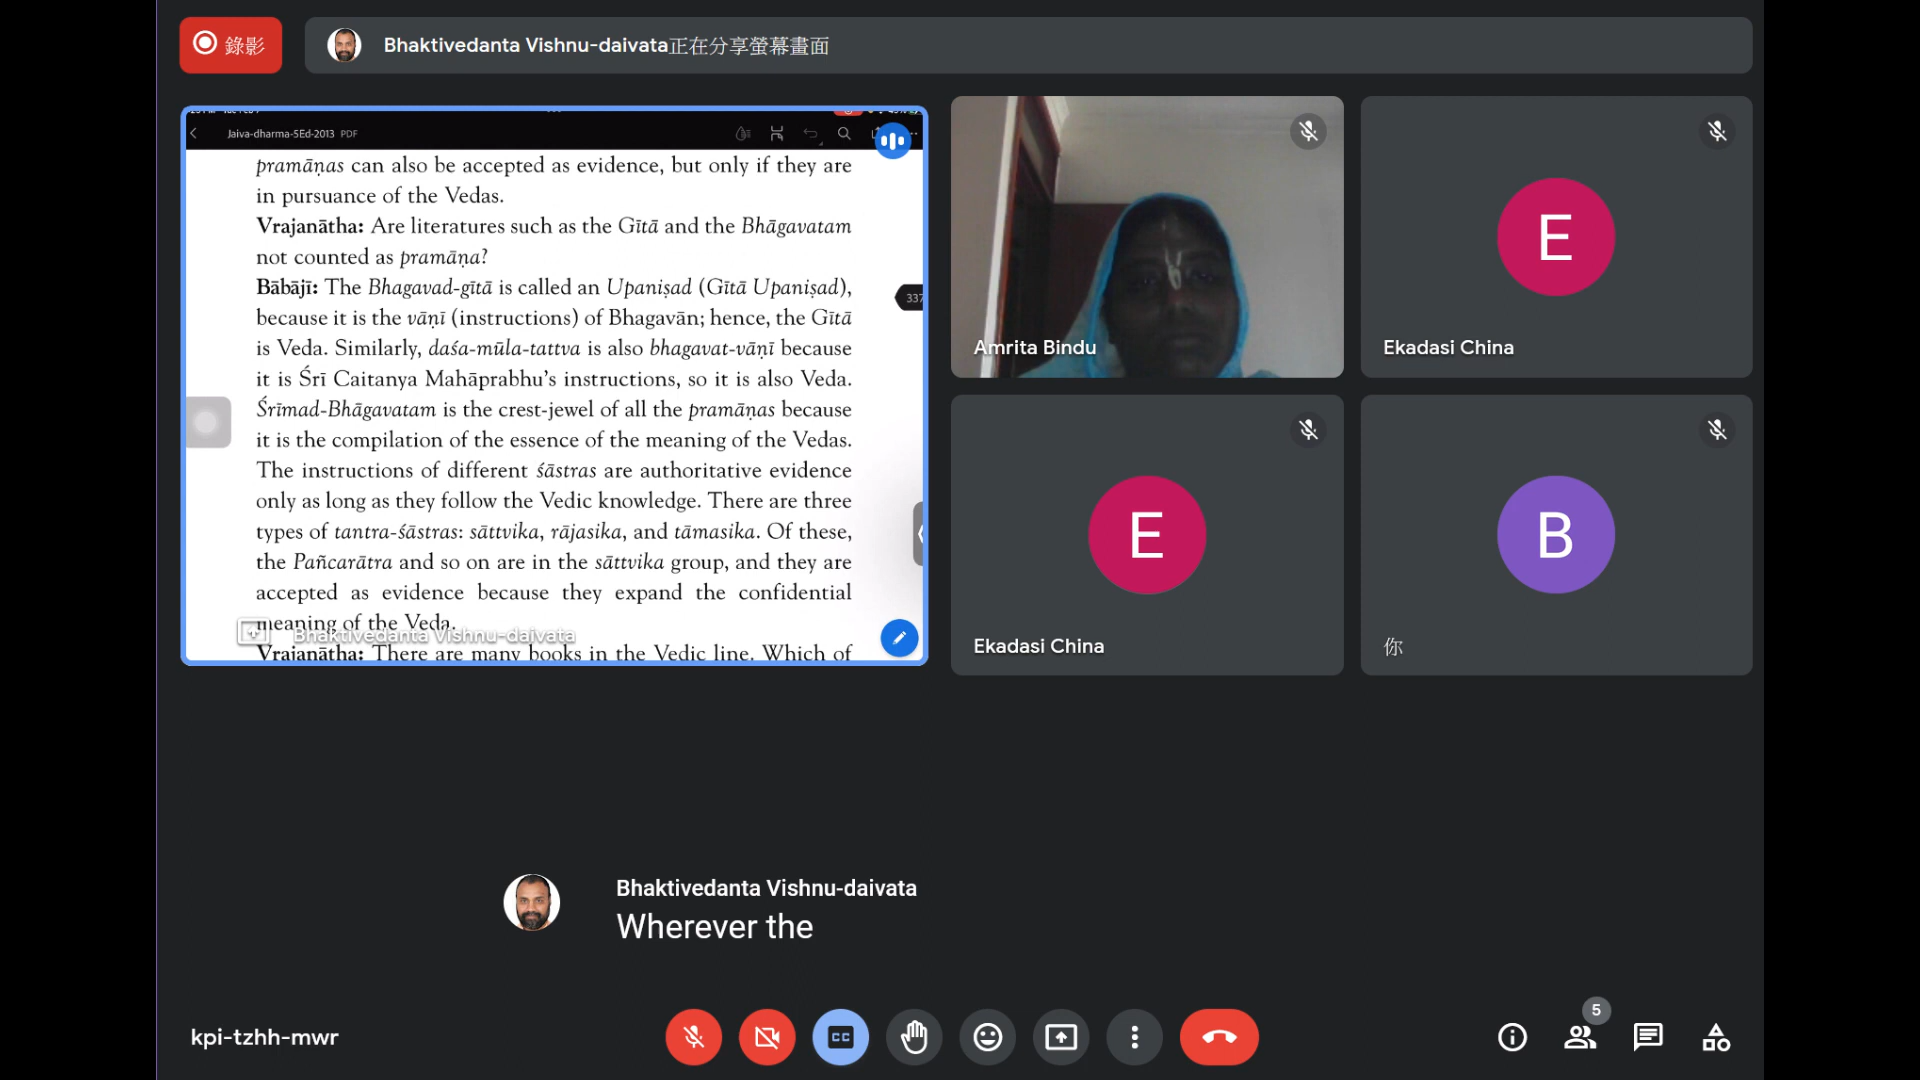 錄影
Bhaktivedanta Vishnu-daivata正在分享螢幕畫面
Jaiva-dharma-5Ed-2013 PDF
pramāṇas can also be accepted as evidence, but only if they are
in pursuance of the Vedas.
Vrajanātha: Are literatures such as the Gītā and the Bhāgavatam
not counted as pramāṇa?
Bābājī: The Bhagavad-gītā is called an Upaniṣad (Gītā Upaniṣad),
because it is the vāṇī (instructions) of Bhagavān; hence, the Gītā
is Veda. Similarly, daśa-mūla-tattva is also bhagavat-vāṇī because
it is Śrī Caitanya Mahāprabhu's instructions, so it is also Veda.
Śrīmad-Bhāgavatam is the crest-jewel of all the pramāṇas because
it is the compilation of the essence of the meaning of the Vedas.
The instructions of different śāstras are authoritative evidence
only as long as they follow the Vedic knowledge. There are three
types of tantra-śāstras: sāttvika, rājasika, and tāmasika. Of these,
the Pañcarātra and so on are in the sāttvika group, and they are
accepted as evidence because they expand the confidential
meaning of the Veda.
Vrajanātha: There are many books in the Vedic line. Which of
337
Bhaktivedanta Vishnu-daivata
Amrita Bindu
E
Ekadasi China
E
Ekadasi China
B
你
Bhaktivedanta Vishnu-daivata
Wherever the
kpi-tzhh-mwr
CC
5